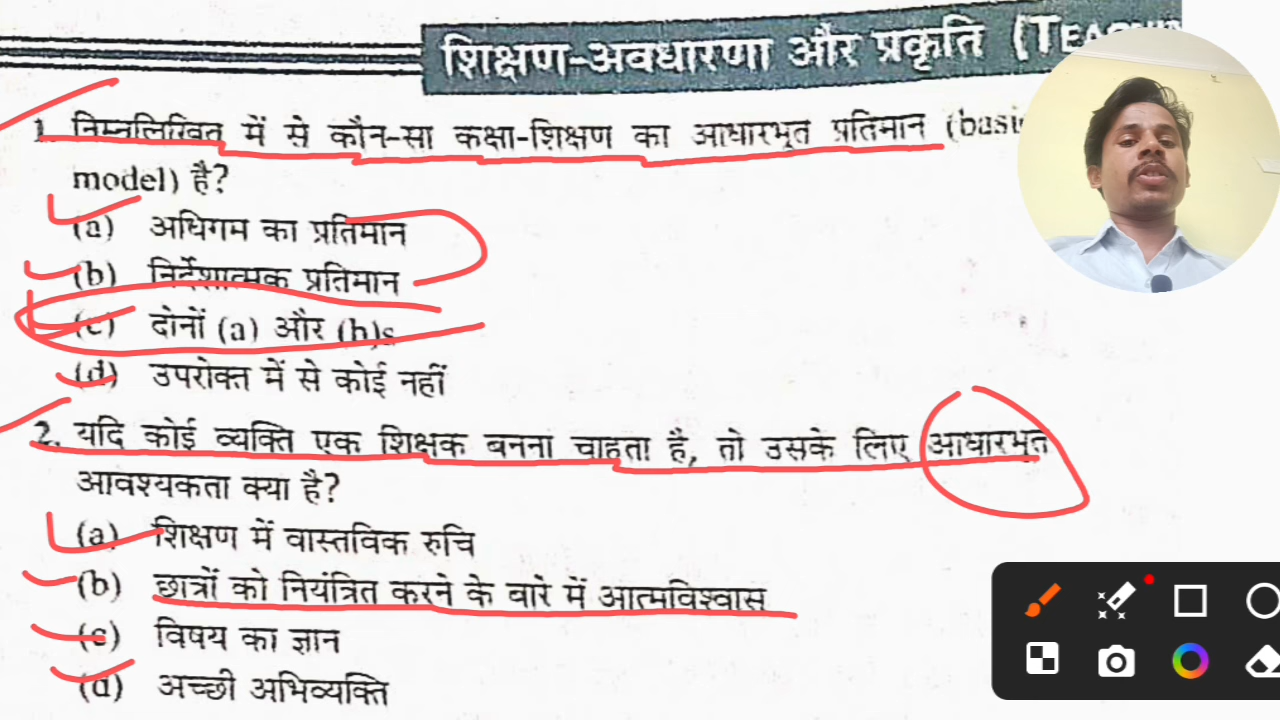 शिक्षण-अवधारणा और प्रकृति
1. निम्नलिखित में से कौन-सा कक्षा-शिक्षण का आधारभूत प्रतिमान
model) है?
(a) अधिगम का प्रतिमान
(b) निर्देशात्मक प्रतिमान
(c) दोनों (a) और (b)s
(d) उपरोक्त में से कोई नहीं
2. यदि कोई व्यक्ति एक शिक्षक बनना चाहता है, तो उसके लिए आधारभूत
आवश्यकता क्या है?
(a) शिक्षण में वास्तविक रुचि
(b) छात्रों को नियंत्रित करने के बारे में आत्मविश्वास
(c) विषय का ज्ञान
(d) अच्छी अभिव्यक्ति